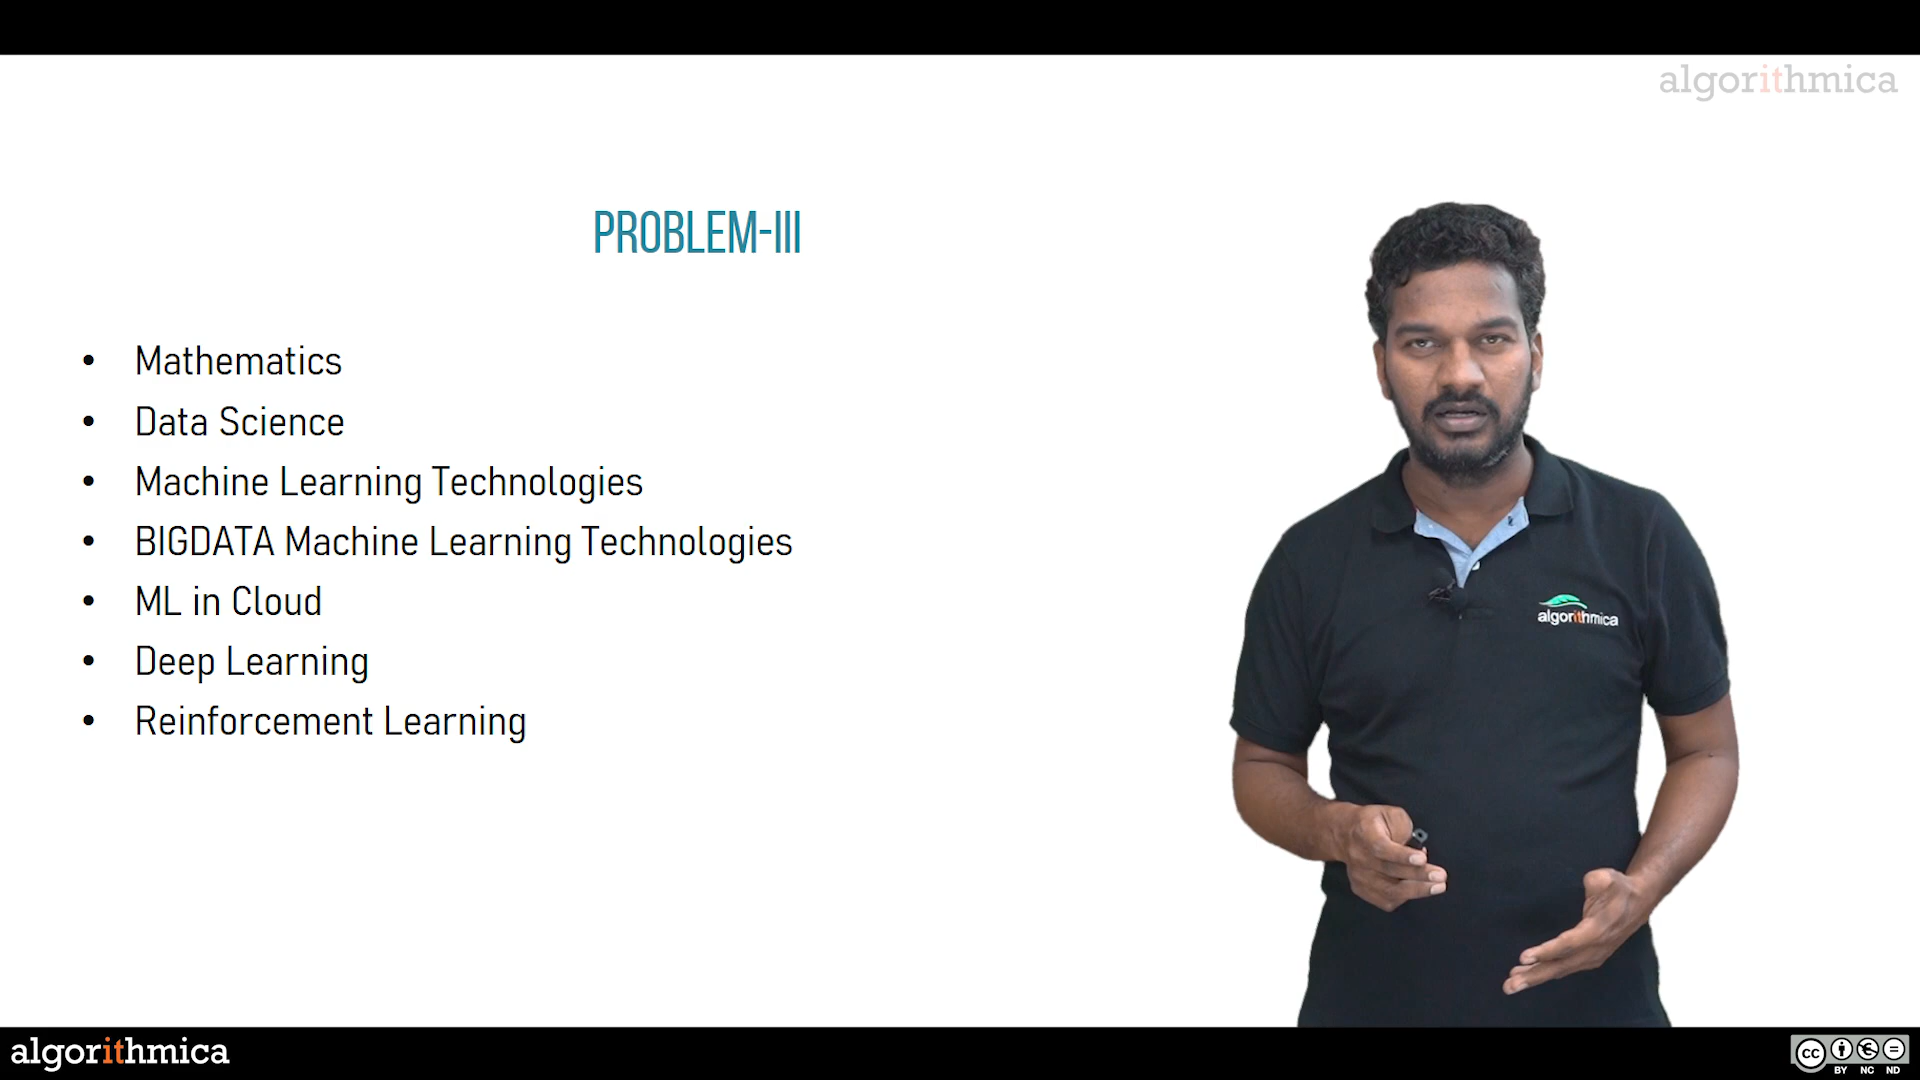 algorithmica
PROBLEM-III
• Mathematics
• Data Science
• Machine Learning Technologies
• BIGDATA Machine Learning Technologies
• ML in Cloud
• Deep Learning
• Reinforcement Learning
algorithmica
algorithmica
cc
BY NC ND